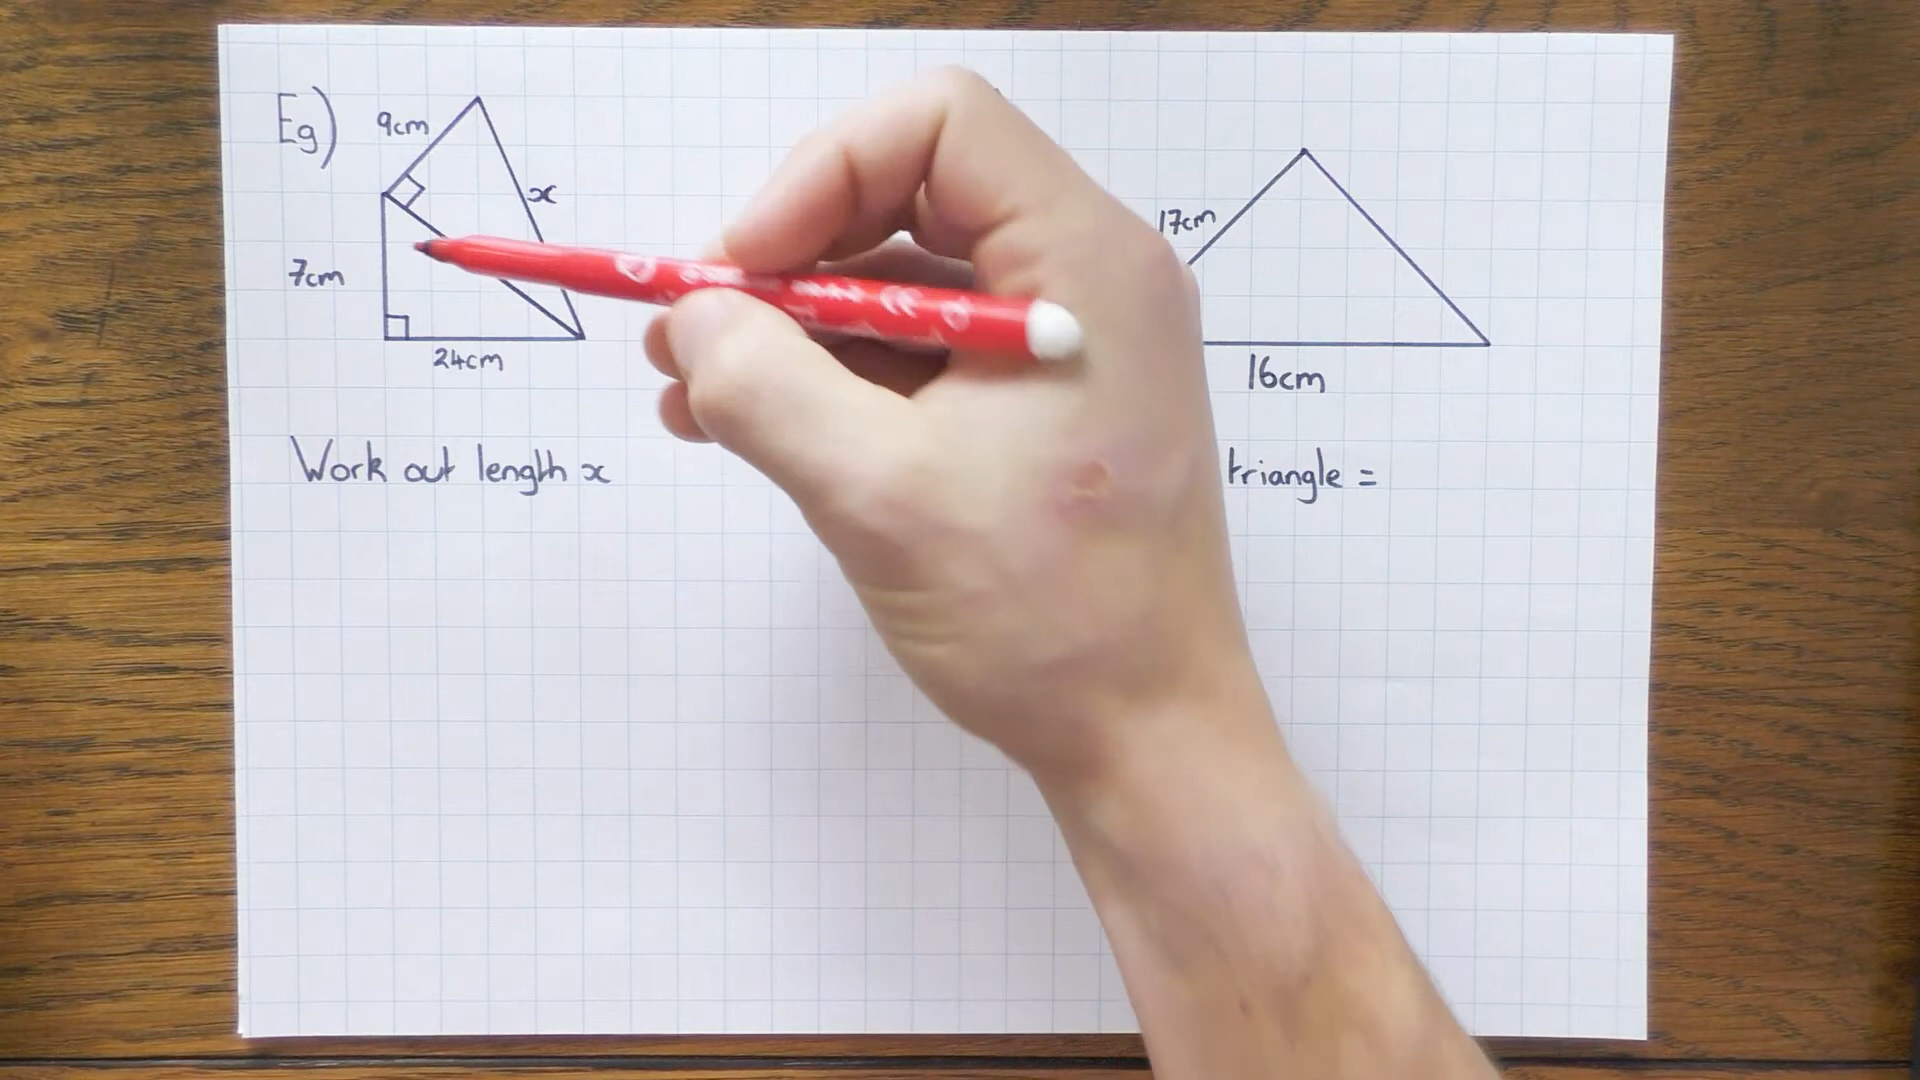 Eg)
9cm
x
7cm
24cm
Work out length x
17cm
16cm
triangle =